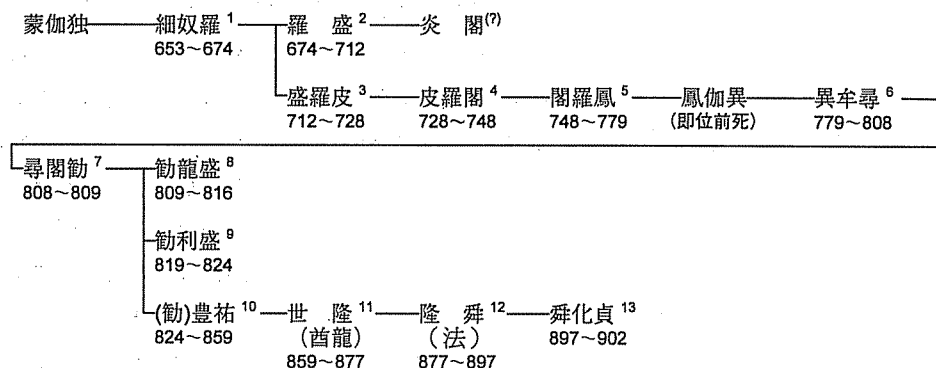 蒙伽独 細奴羅 1 羅 盛 2 炎 閣(?)
653～674 674～712
盛羅皮 3 皮羅閣 4 閣羅鳳 5 鳳伽異 異牟尋 6
712～728 728～748 748～779 (即位前死) 779～808
尋閣勧 7 勧龍盛 8
808～809 809～816
勧利盛 9
819～824
(勧)豊祐 10 世 隆 11 隆 舜 12 舜化貞 13
824～859 (酋龍) (法) 897～902
859～877 877～897